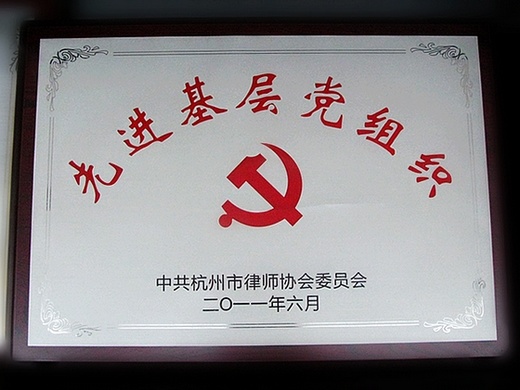 先进基层党组织
中共杭州市律师协会委员会
二〇一一年六月